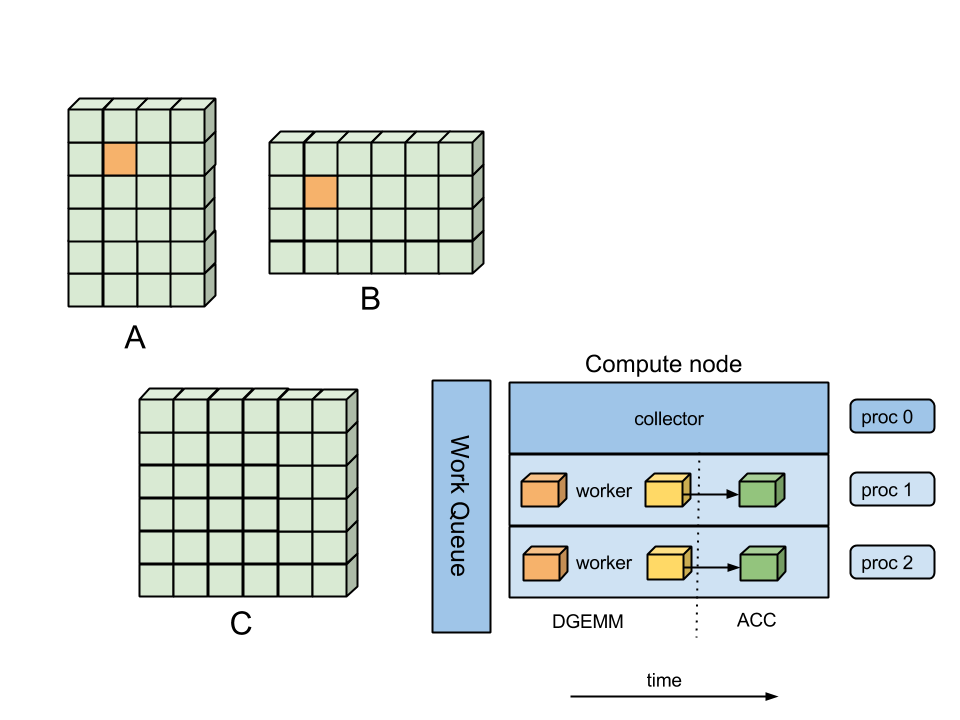 A
B
C
Compute node
Work Queue
collector
proc 0
worker
proc 1
worker
proc 2
DGEMM
ACC
time